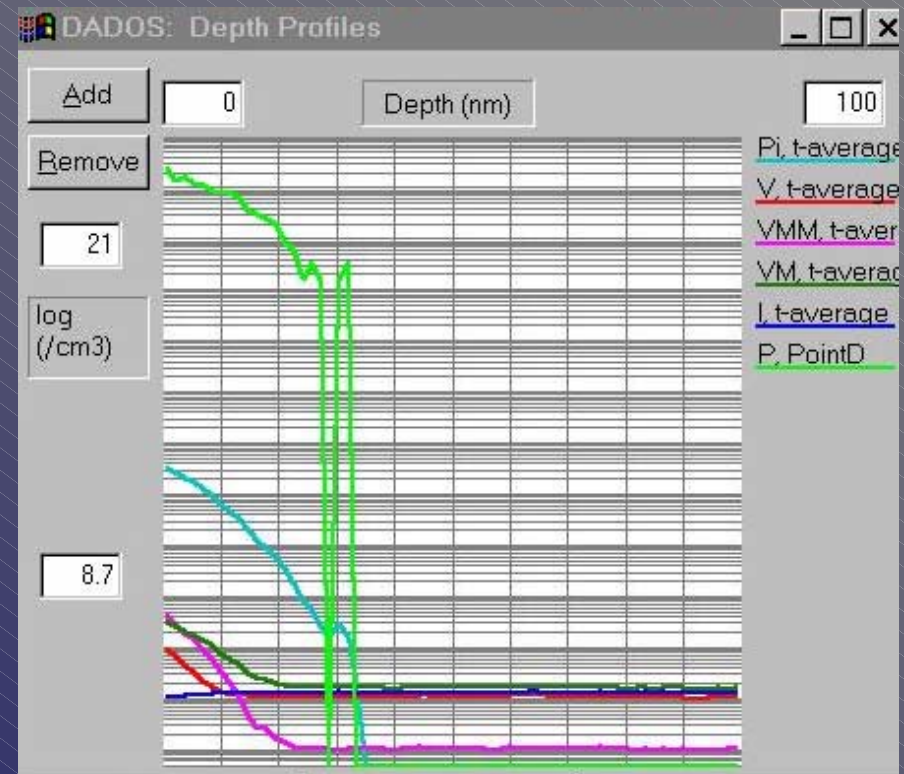 DADOS: Depth Profiles
Add
0
Depth (nm)
100
Remove
21
log
(/cm3)
8.7
Pi, t-average
V, t-average
VMM, t-aver
VM, t-averag
I, t-average
P, PointD